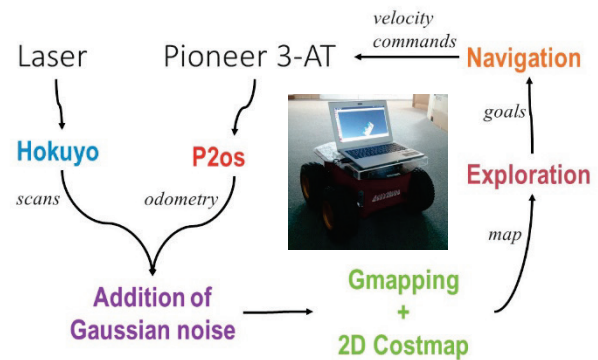 Laser
Pioneer 3-AT
velocity
commands
Navigation
goals
Hokuyo
P2os
Exploration
scans
odometry
map
Addition of
Gaussian noise
Gmapping
+
2D Costmap